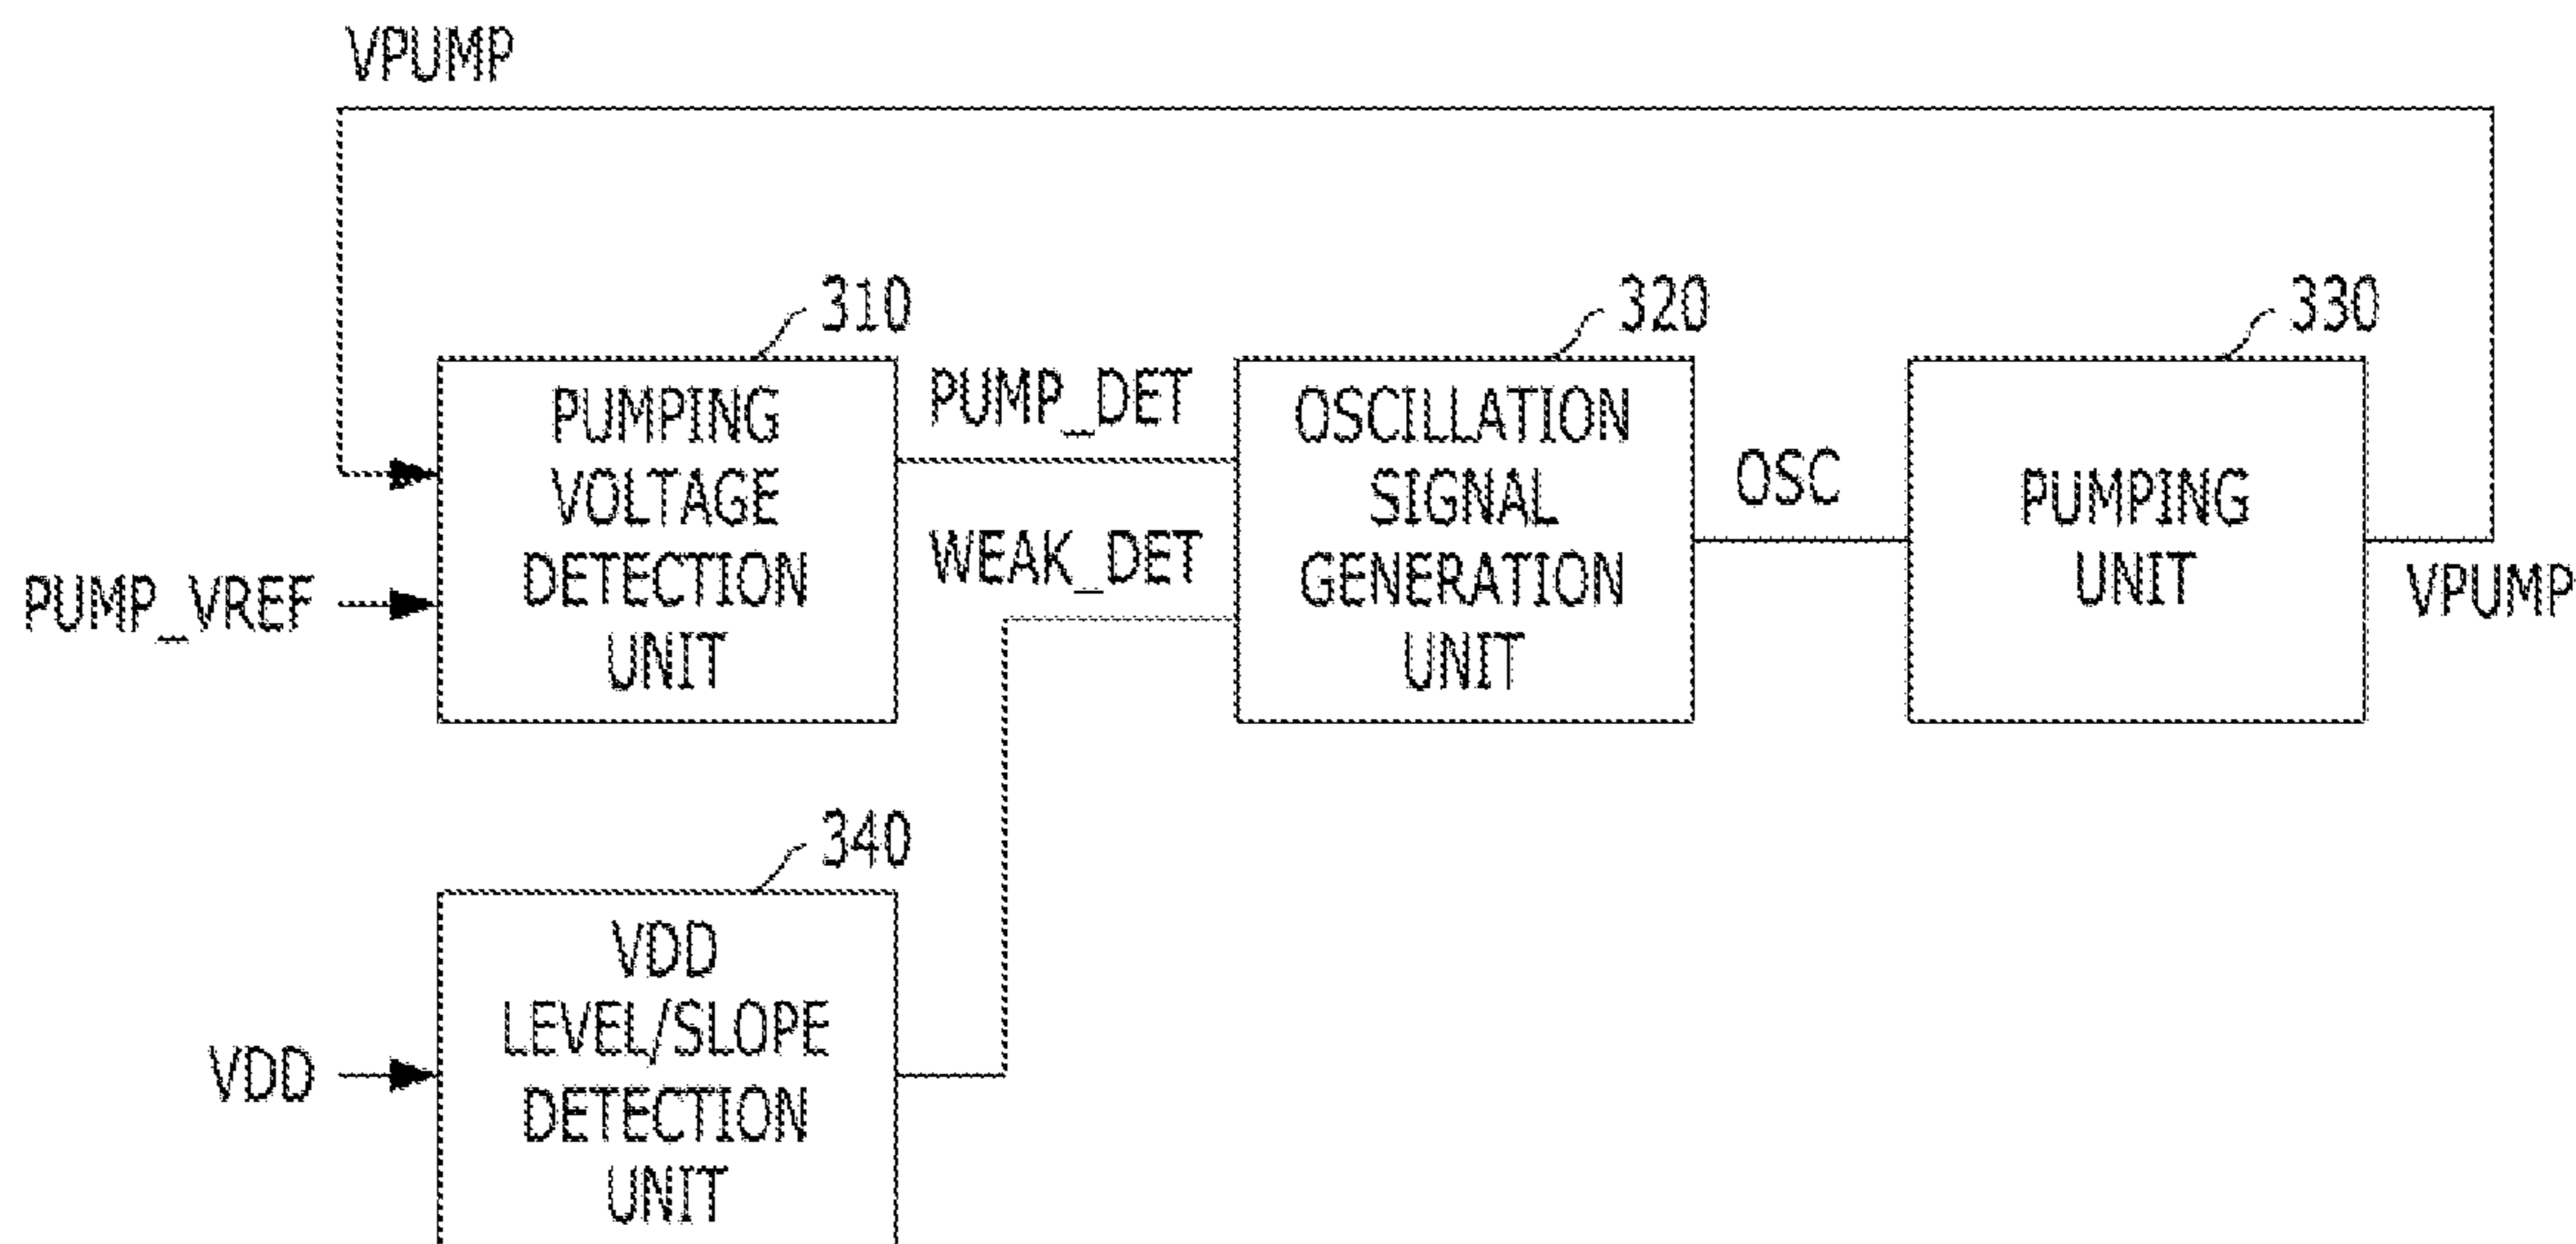 VPUMP
310
320
330
PUMPING
VOLTAGE
DETECTION
UNIT
PUMP_VREF
PUMP_DET
WEAK_DET
OSCILLATION
SIGNAL
GENERATION
UNIT
OSC
PUMPING
UNIT
VPUMP
340
VDD
LEVEL/SLOPE
DETECTION
UNIT
VDD